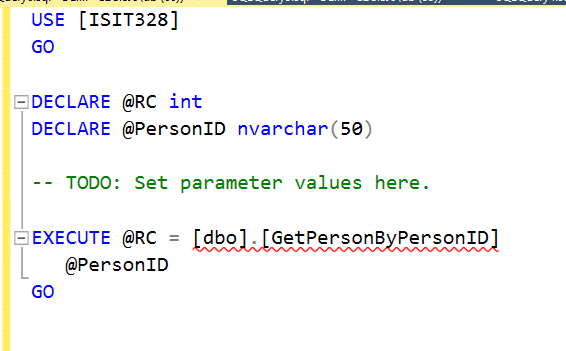 USE [ISIT328]
GO
DECLARE @RC int
DECLARE @PersonID nvarchar(50)
-- TODO: Set parameter values here.
EXECUTE @RC = [dbo].[GetPersonByPersonID]
@PersonID
GO